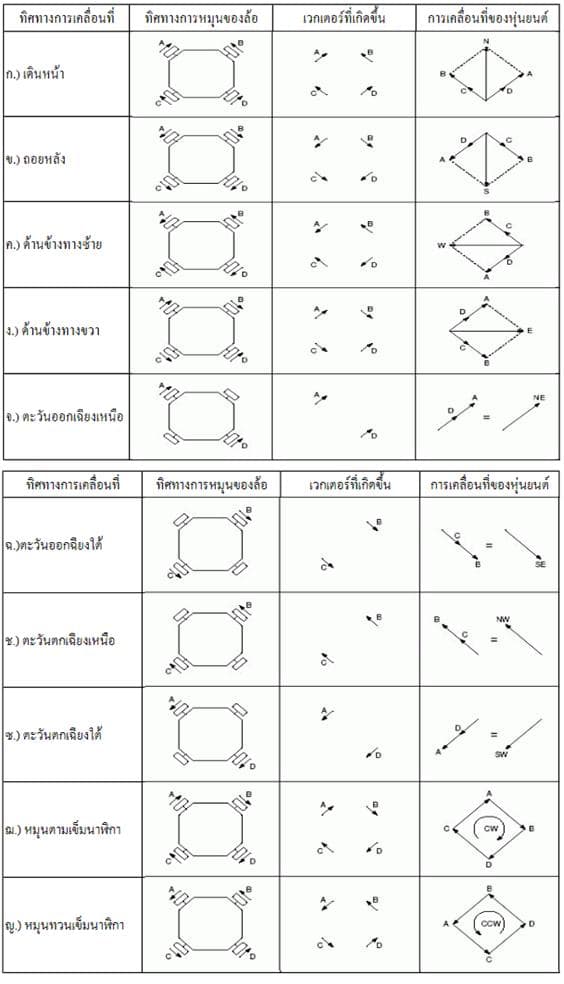 ทิศทางการเคลื่อนที่ ทิศทางการหมุนของล้อ เวกเตอร์ที่เกิดขึ้น การเคลื่อนที่ของหุ่นยนต์
ก.) เดินหน้า A B C D A B C D N B A C D
ข.) ถอยหลัง A B C D A B C D D C A B S
ค.) ด้านข้างทางซ้าย A B C D A B C D B C W D A
ง.) ด้านข้างทางขวา A B C D A B C D A D E C B
จ.) ตะวันออกเฉียงเหนือ A D A D A D = NE
ทิศทางการเคลื่อนที่ ทิศทางการหมุนของล้อ เวกเตอร์ที่เกิดขึ้น การเคลื่อนที่ของหุ่นยนต์
ฉ.)ตะวันออกฉียงใต้ B C B C C B = SE
ช.) ตะวันตกเฉียงเหนือ B C B C B C = NW
ซ.) ตะวันตกเฉียงใต้ A D A D D A = SW
ฌ.) หมุนตามเข็มนาฬิกา A B C D A B C D A C CW B D
ญ.) หมุนทวนเข็มนาฬิกา A B C D A B C D B A CCW D C